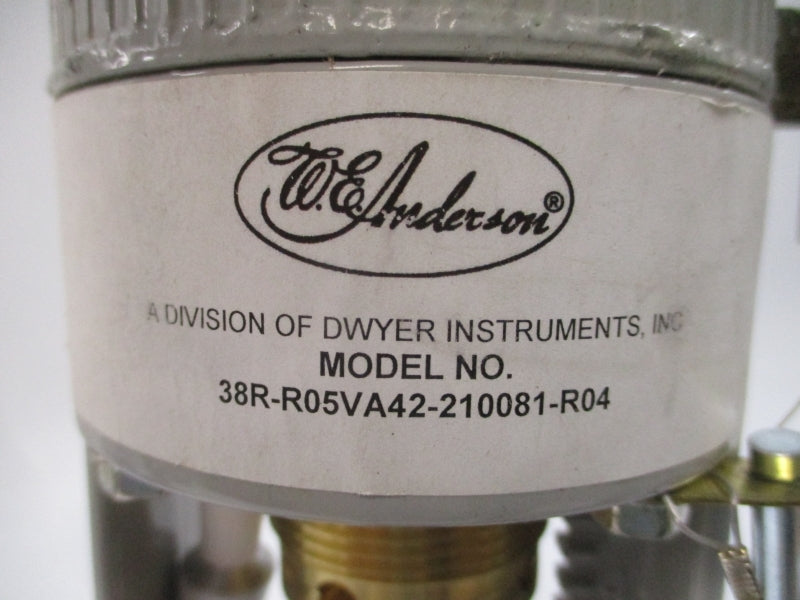 W.E. Anderson®
A DIVISION OF DWYER INSTRUMENTS, INC
MODEL NO.
38R-R05VA42-210081-R04